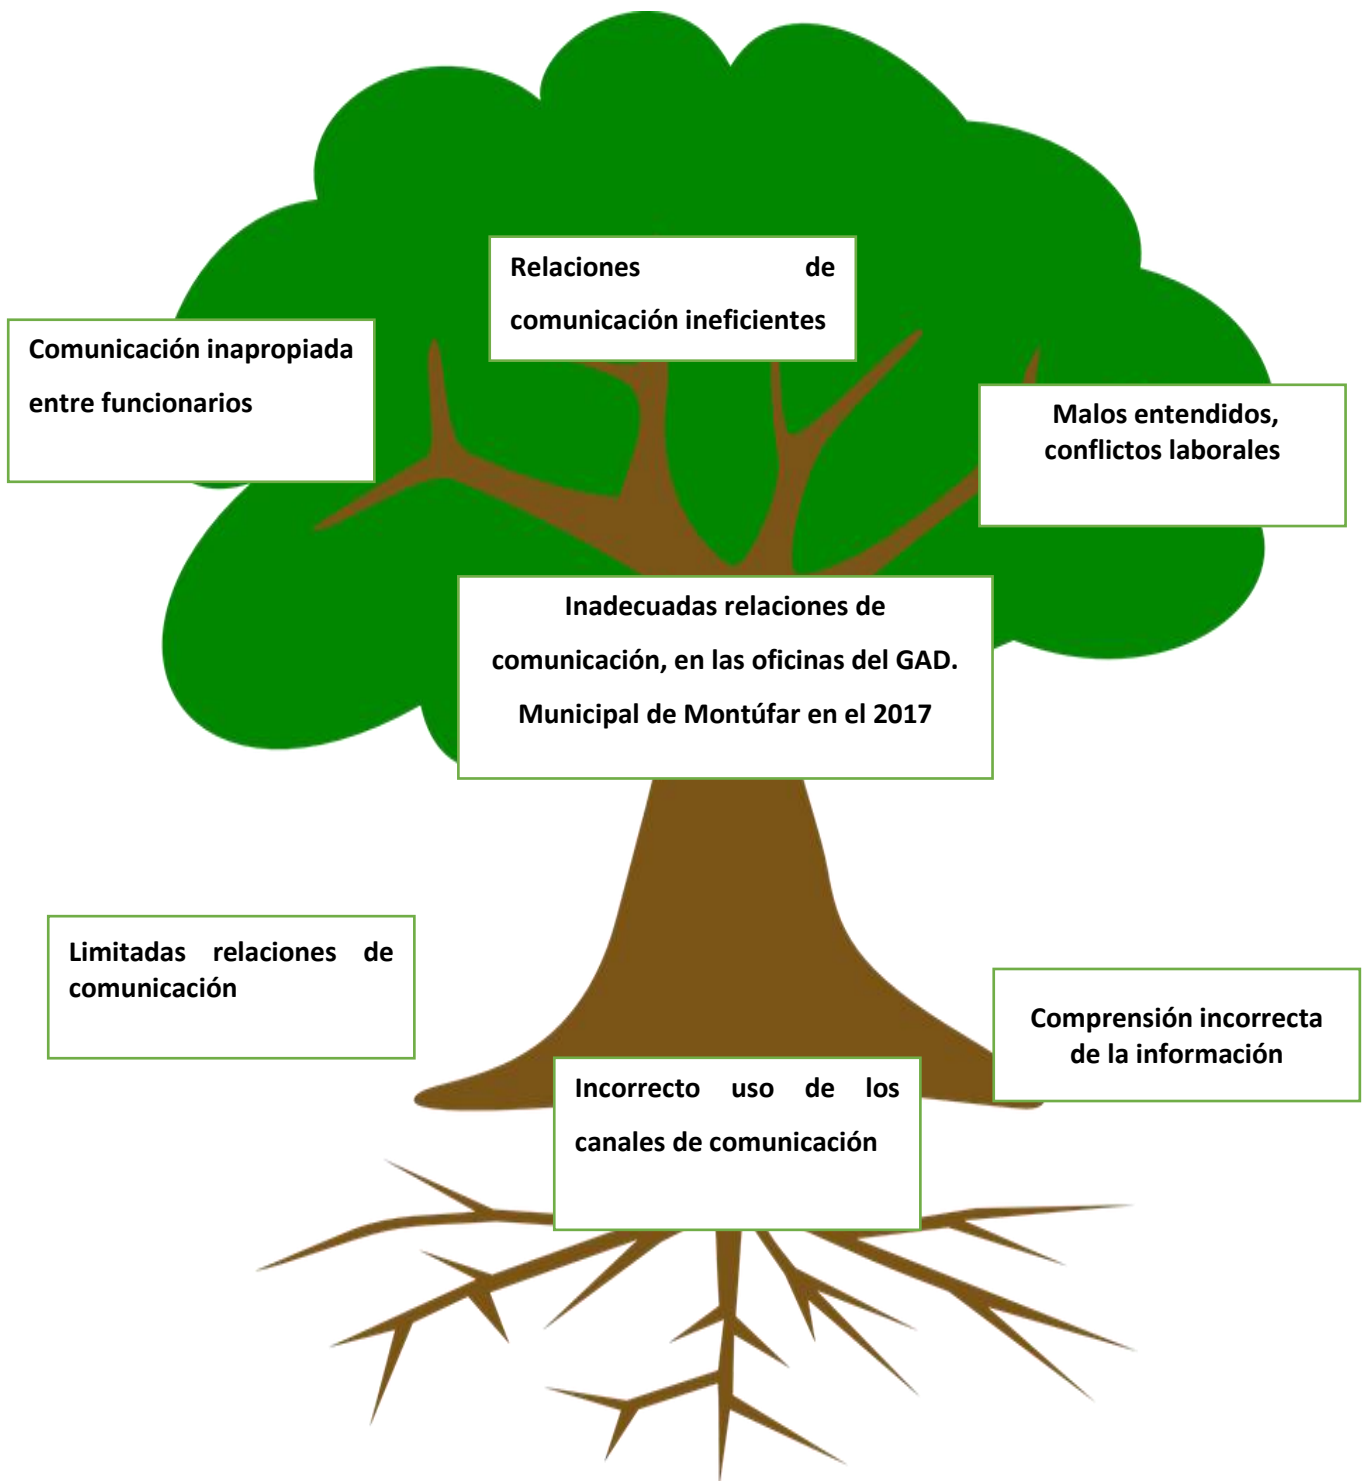 Relaciones de
comunicación ineficientes
Comunicación inapropiada
entre funcionarios
Malos entendidos,
conflictos laborales
Inadecuadas relaciones de
comunicación, en las oficinas del GAD.
Municipal de Montúfar en el 2017
Limitadas relaciones de
comunicación
Comprensión incorrecta
de la información
Incorrecto uso de los
canales de comunicación